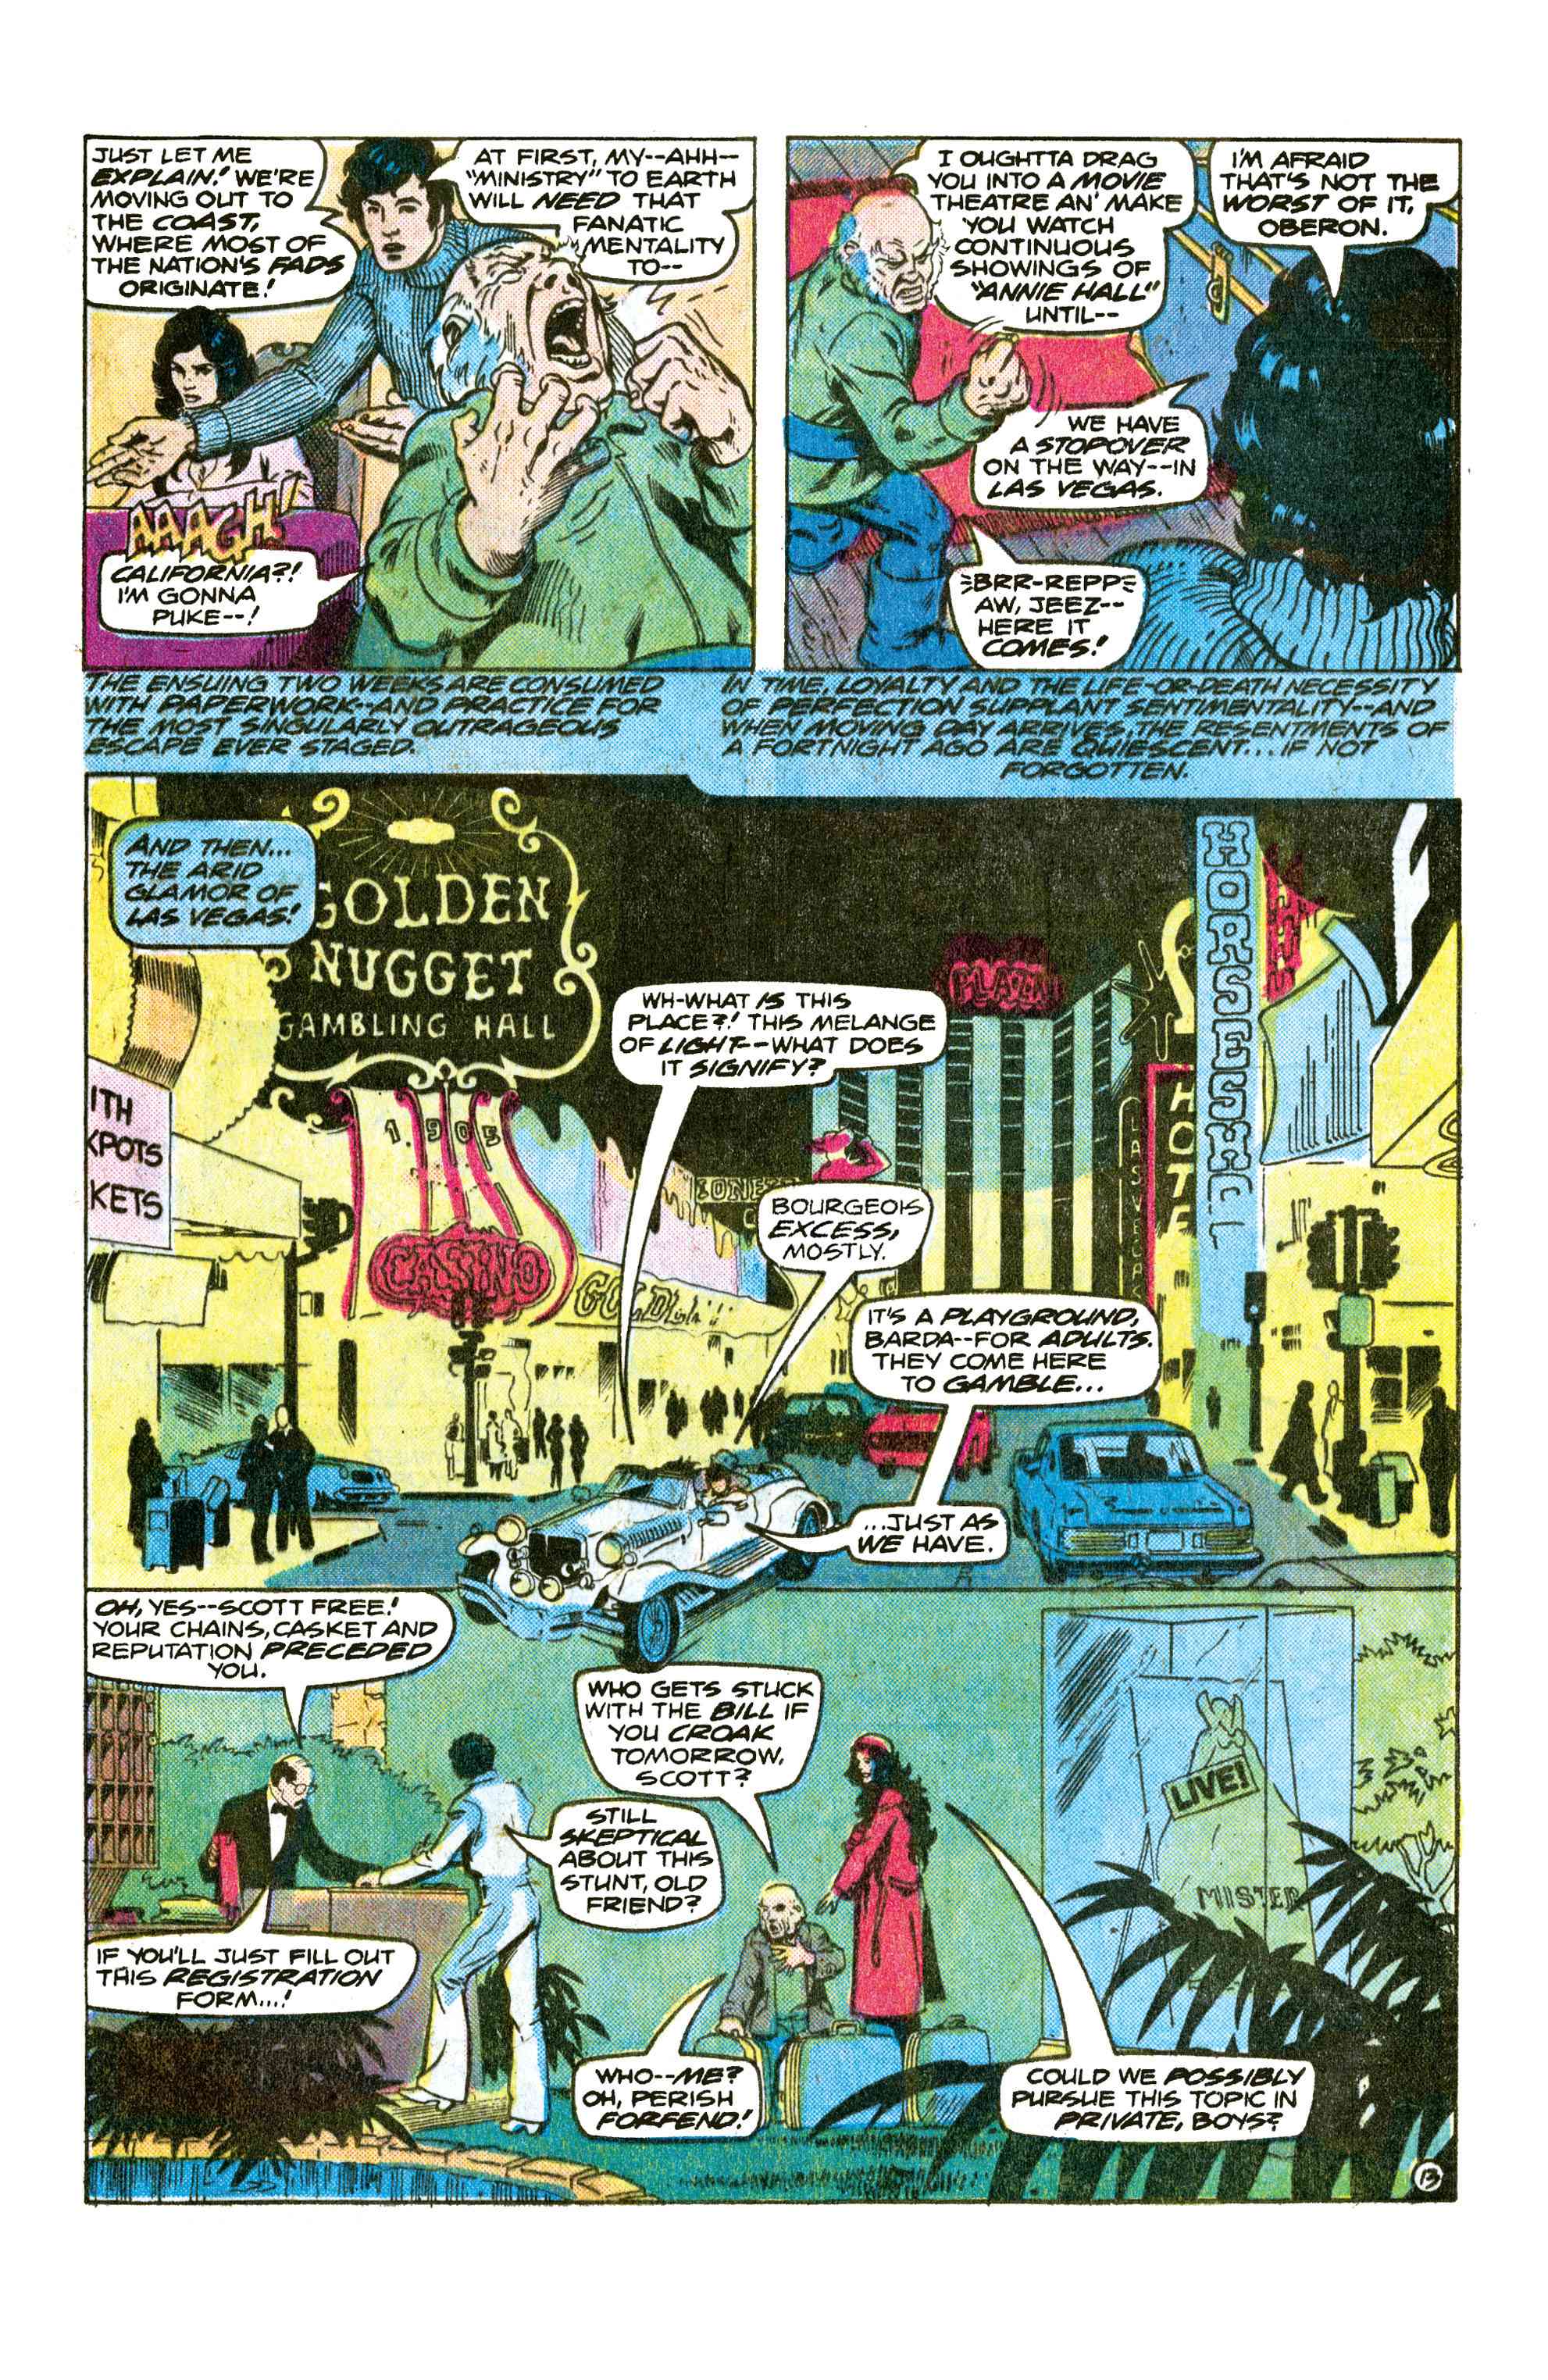 JUST LET ME
EXPLAIN! WE'RE
MOVING OUT TO
THE COAST,
WHERE MOST OF
THE NATION'S FADS
ORIGINATE!
AT FIRST, MY--AHH--
"MINISTRY" TO EARTH
WILL NEED THAT
FANATIC
MENTALITY
TO--
AAAGH!
CALIFORNIA?!
I'M GONNA
PUKE--!
I OUGHTTA DRAG
YOU INTO A MOVIE
THEATRE AN' MAKE
YOU WATCH
CONTINUOUS
SHOWINGS OF
"ANNIE HALL"
UNTIL--
I'M AFRAID
THAT'S NOT THE
WORST OF IT,
OBERON.
WE HAVE
A STOPOVER
ON THE WAY--IN
LAS VEGAS.
BRR-REPP
AW, JEEZ--
HERE IT
COMES!
THE ENSUING TWO WEEKS ARE CONSUMED
WITH PAPERWORK--AND PRACTICE FOR
THE MOST SINGULARLY OUTRAGEOUS
ESCAPE EVER STAGED.
IN TIME, LOYALTY AND THE LIFE-OR-DEATH NECESSITY
OF PERFECTION SUPPLANT SENTIMENTALITY--AND
WHEN MOVING DAY ARRIVES, THE RESENTMENTS OF
A FORTNIGHT AGO ARE QUIESCENT... IF NOT
FORGOTTEN.
AND THEN...
THE ARID
GLAMOR OF
LAS VEGAS!
GOLDEN
NUGGET
GAMBLING HALL
1905
CASINO
ITH
KPOTS
KETS
PLAZA
HORSESH
HOTE
LAS VEG
WH-WHAT IS THIS
PLACE?! THIS MELANGE
OF LIGHT--WHAT DOES
IT SIGNIFY?
BOURGEOIS
EXCESS,
MOSTLY.
IT'S A PLAYGROUND,
BARDA--FOR ADULTS.
THEY COME HERE
TO GAMBLE...
...JUST AS
WE HAVE.
OH, YES--SCOTT FREE!
YOUR CHAINS, CASKET AND
REPUTATION PRECEDED
YOU.
IF YOU'LL JUST FILL OUT
THIS REGISTRATION
FORM...!
WHO GETS STUCK
WITH THE BILL IF
YOU CROAK
TOMORROW,
SCOTT?
STILL
SKEPTICAL
ABOUT THIS
STUNT, OLD
FRIEND?
WHO--ME?
OH, PERISH
FORFEND!
COULD WE POSSIBLY
PURSUE THIS TOPIC IN
PRIVATE, BOYS?
LIVE!
MISTER
13